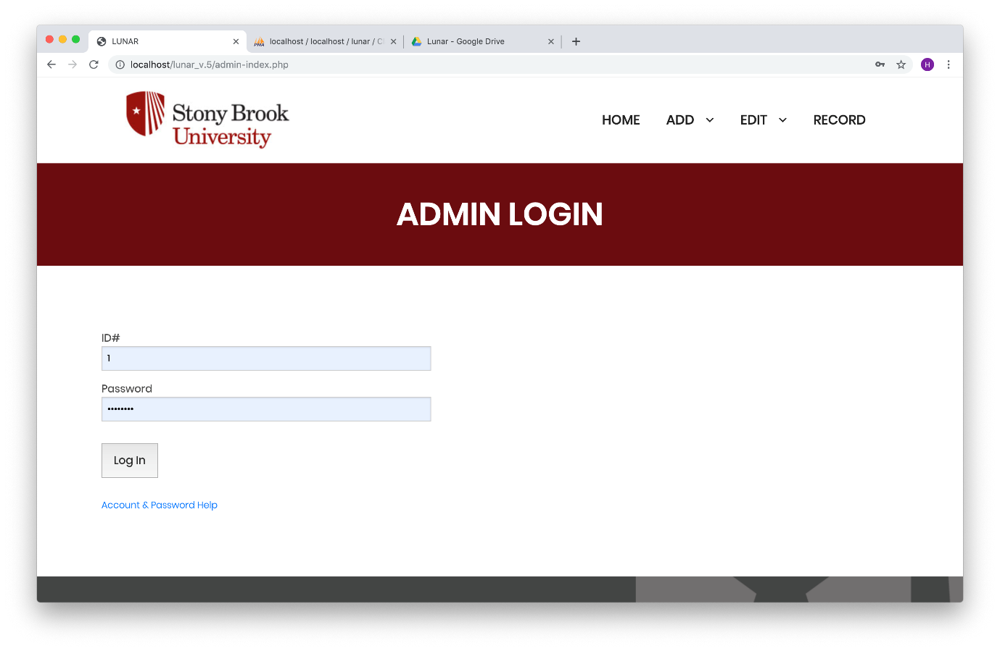 LUNAR
localhost / localhost / lunar /
Lunar - Google Drive
localhost/lunar_v.5/admin-index.php
H
Stony Brook
University
HOME ADD EDIT RECORD
ADMIN LOGIN
ID#
1
Password
••••••••
Log In
Account & Password Help